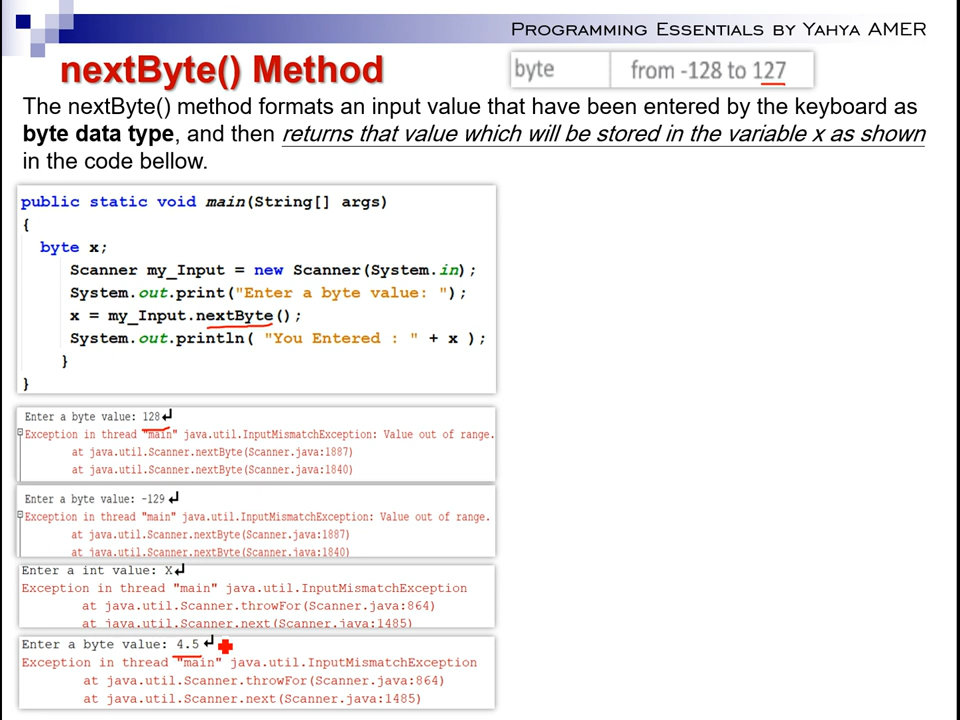 PROGRAMMING ESSENTIALS BY YAHYA AMER
nextByte() Method
byte from -128 to 127
The nextByte() method formats an input value that have been entered by the keyboard as
byte data type, and then returns that value which will be stored in the variable x as shown
in the code bellow.
public static void main(String[] args)
{
byte x;
Scanner my_Input = new Scanner(System.in);
System.out.print("Enter a byte value: ");
x = my_Input.nextByte();
System.out.println( "You Entered : " + x );
}
}
Enter a byte value: 128
Exception in thread "main" java.util.InputMismatchException: Value out of range.
at java.util.Scanner.nextByte(Scanner.java:1887)
at java.util.Scanner.nextByte(Scanner.java:1840)
Enter a byte value: -129
Exception in thread "main" java.util.InputMismatchException: Value out of range.
at java.util.Scanner.nextByte(Scanner.java:1887)
at java.util.Scanner.nextByte(Scanner.java:1840)
Enter a int value: X
Exception in thread "main" java.util.InputMismatchException
at java.util.Scanner.throwFor(Scanner.java:864)
at java.util.Scanner.next(Scanner.java:1485)
Enter a byte value: 4.5
Exception in thread "main" java.util.InputMismatchException
at java.util.Scanner.throwFor(Scanner.java:864)
at java.util.Scanner.next(Scanner.java:1485)